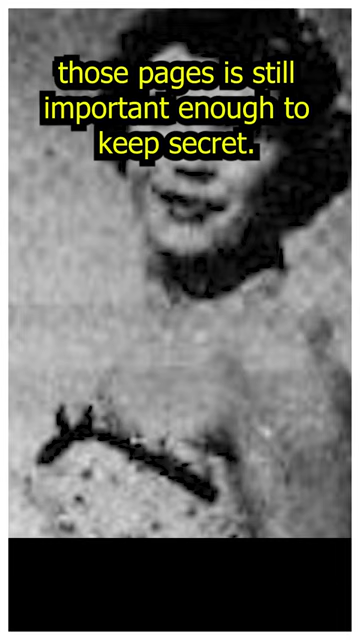 those pages is still
important enough to
keep secret.